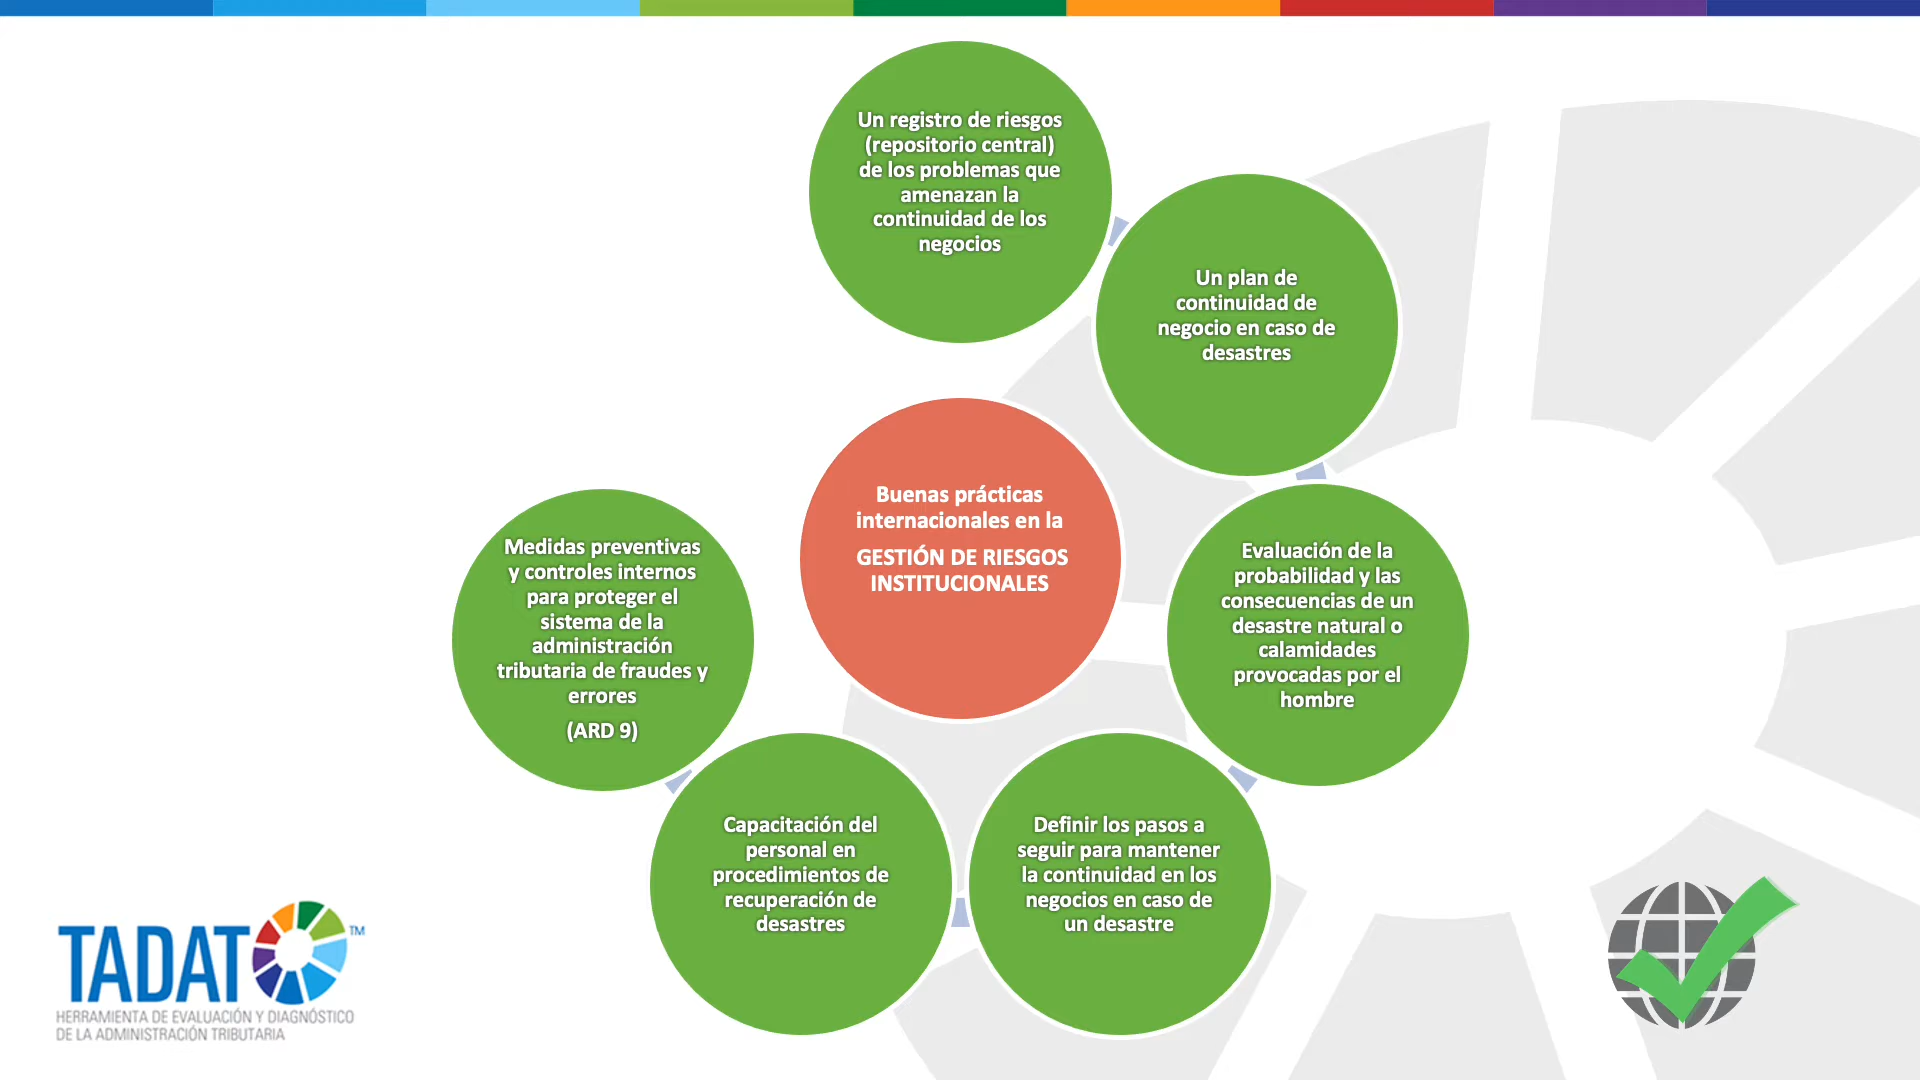 Un registro de riesgos
(repositorio central)
de los problemas que
amenazan la
continuidad de los
negocios
Un plan de
continuidad de
negocio en caso de
desastres
Buenas prácticas
internacionales en la
GESTIÓN DE RIESGOS
INSTITUCIONALES
Evaluación de la
probabilidad y las
consecuencias de un
desastre natural o
calamidades
provocadas por el
hombre
Definir los pasos a
seguir para mantener
la continuidad en los
negocios en caso de
un desastre
Capacitación del
personal en
procedimientos de
recuperación de
desastres
Medidas preventivas
y controles internos
para proteger el
sistema de la
administración
tributaria de fraudes y
errores
(ARD 9)
TADAT™
HERRAMIENTA DE EVALUACIÓN Y DIAGNÓSTICO
DE LA ADMINISTRACIÓN TRIBUTARIA